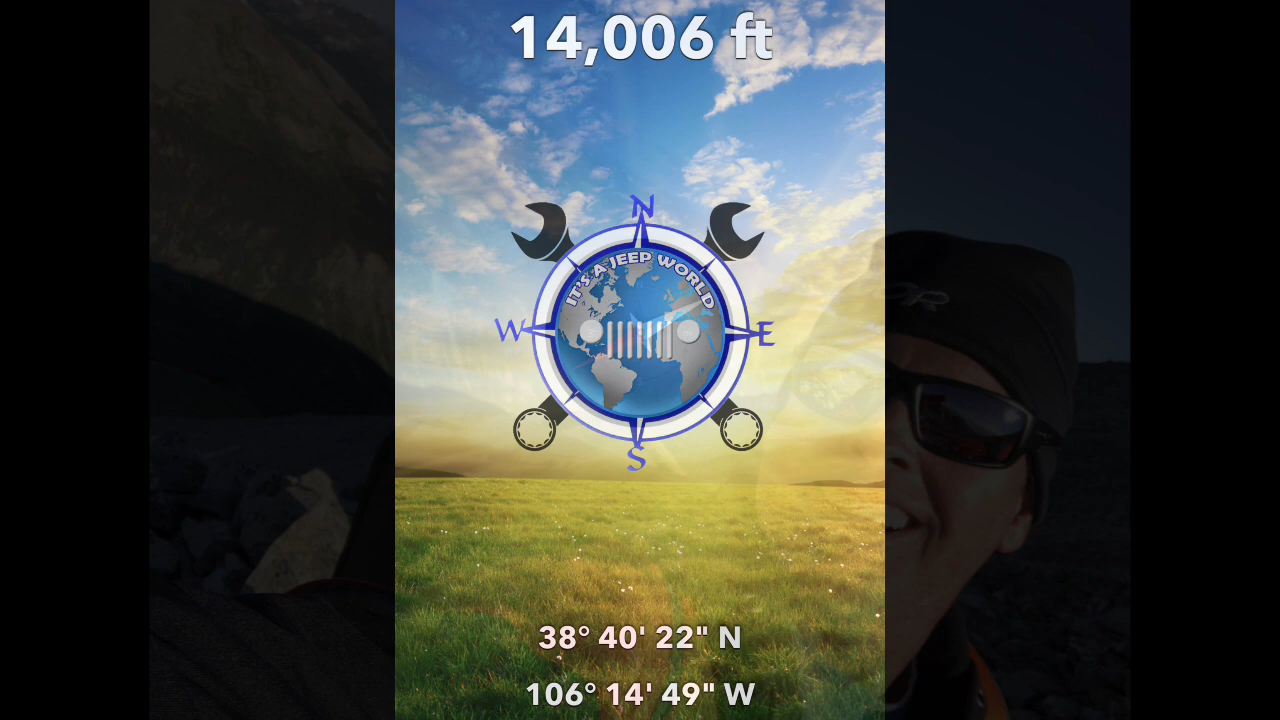 14,006 ft
N
IT'S A JEEP WORLD
W
E
S
38° 40' 22" N
106° 14' 49" W